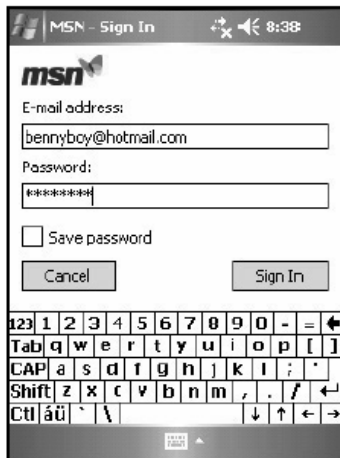 MSN - Sign In 8:38
msn
E-mail address:
bennyboy@hotmail.com
Password:
********
Save password
Cancel Sign In
123 1 2 3 4 5 6 7 8 9 0 - = ←
Tab q w e r t y u i o p [ ]
CAP a s d f g h j k l ; '
Shift z x c v b n m , . / ↵
Ctl áü ` \ ↓ ↑ ← →